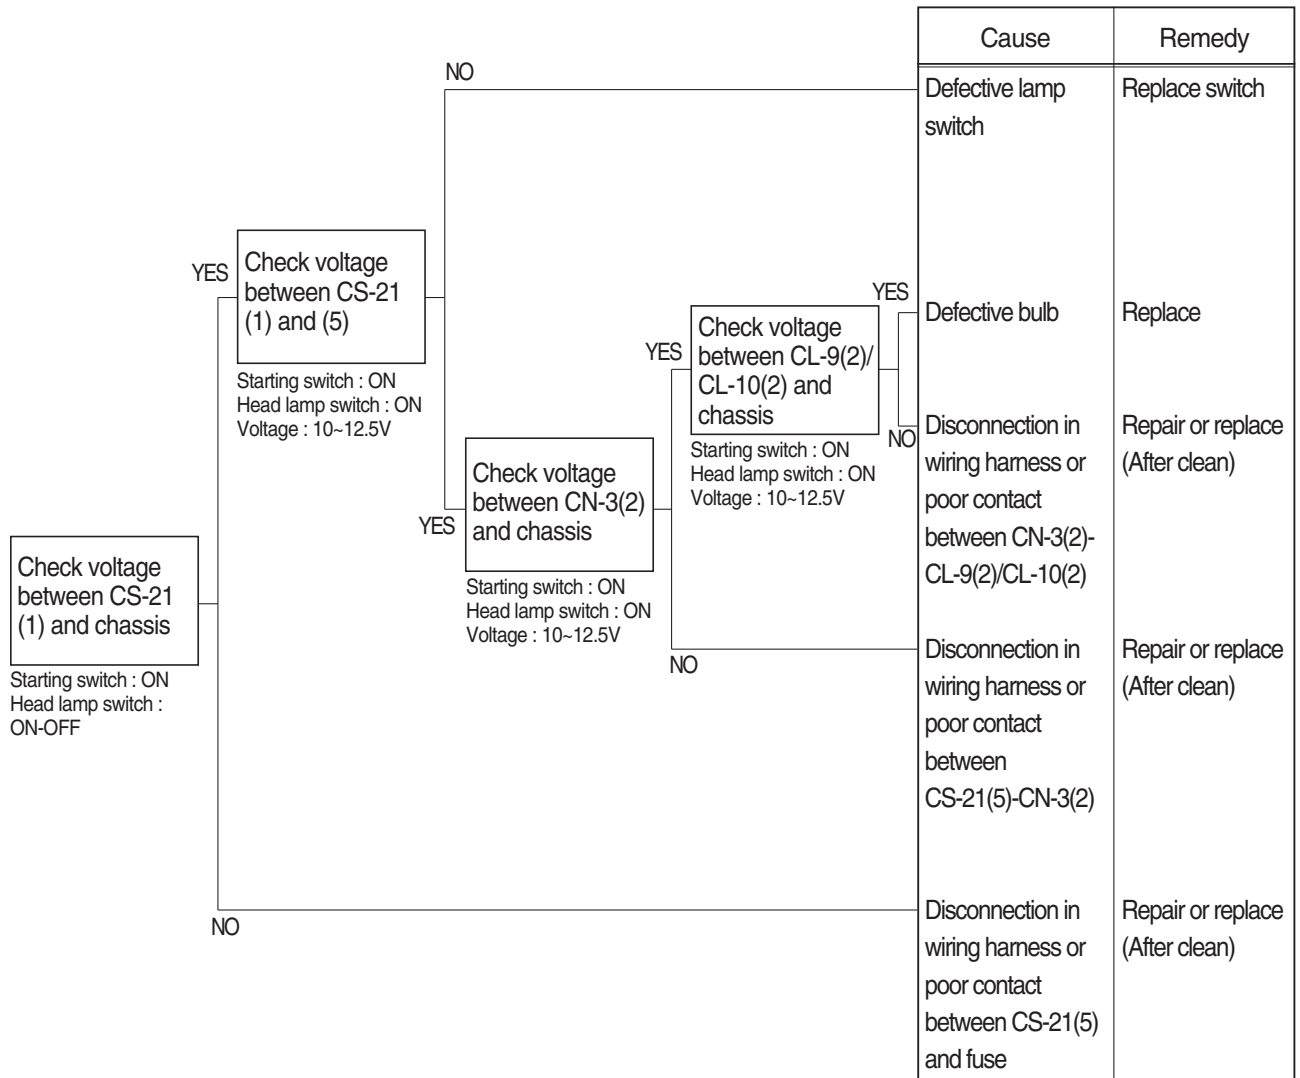 Cause
Remedy
NO
Defective lamp
switch
Replace switch
YES
Check voltage
between CS-21
(1) and (5)
Starting switch : ON
Head lamp switch : ON
Voltage : 10~12.5V
YES
Check voltage
between CL-9(2)/
CL-10(2) and
chassis
Starting switch : ON
Head lamp switch : ON
Voltage : 10~12.5V
YES
Defective bulb
Replace
NO
Disconnection in
wiring harness or
poor contact
between CN-3(2)-
CL-9(2)/CL-10(2)
Repair or replace
(After clean)
YES
Check voltage
between CN-3(2)
and chassis
Starting switch : ON
Head lamp switch : ON
Voltage : 10~12.5V
NO
Disconnection in
wiring harness or
poor contact
between
CS-21(5)-CN-3(2)
Repair or replace
(After clean)
Check voltage
between CS-21
(1) and chassis
Starting switch : ON
Head lamp switch :
ON-OFF
NO
Disconnection in
wiring harness or
poor contact
between CS-21(5)
and fuse
Repair or replace
(After clean)